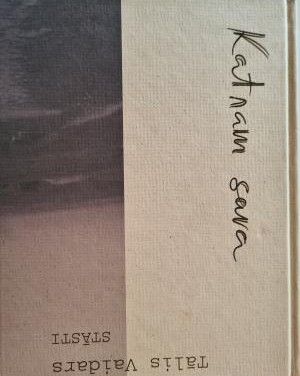 Katram sava
Tālis Vaidars
STĀSTI